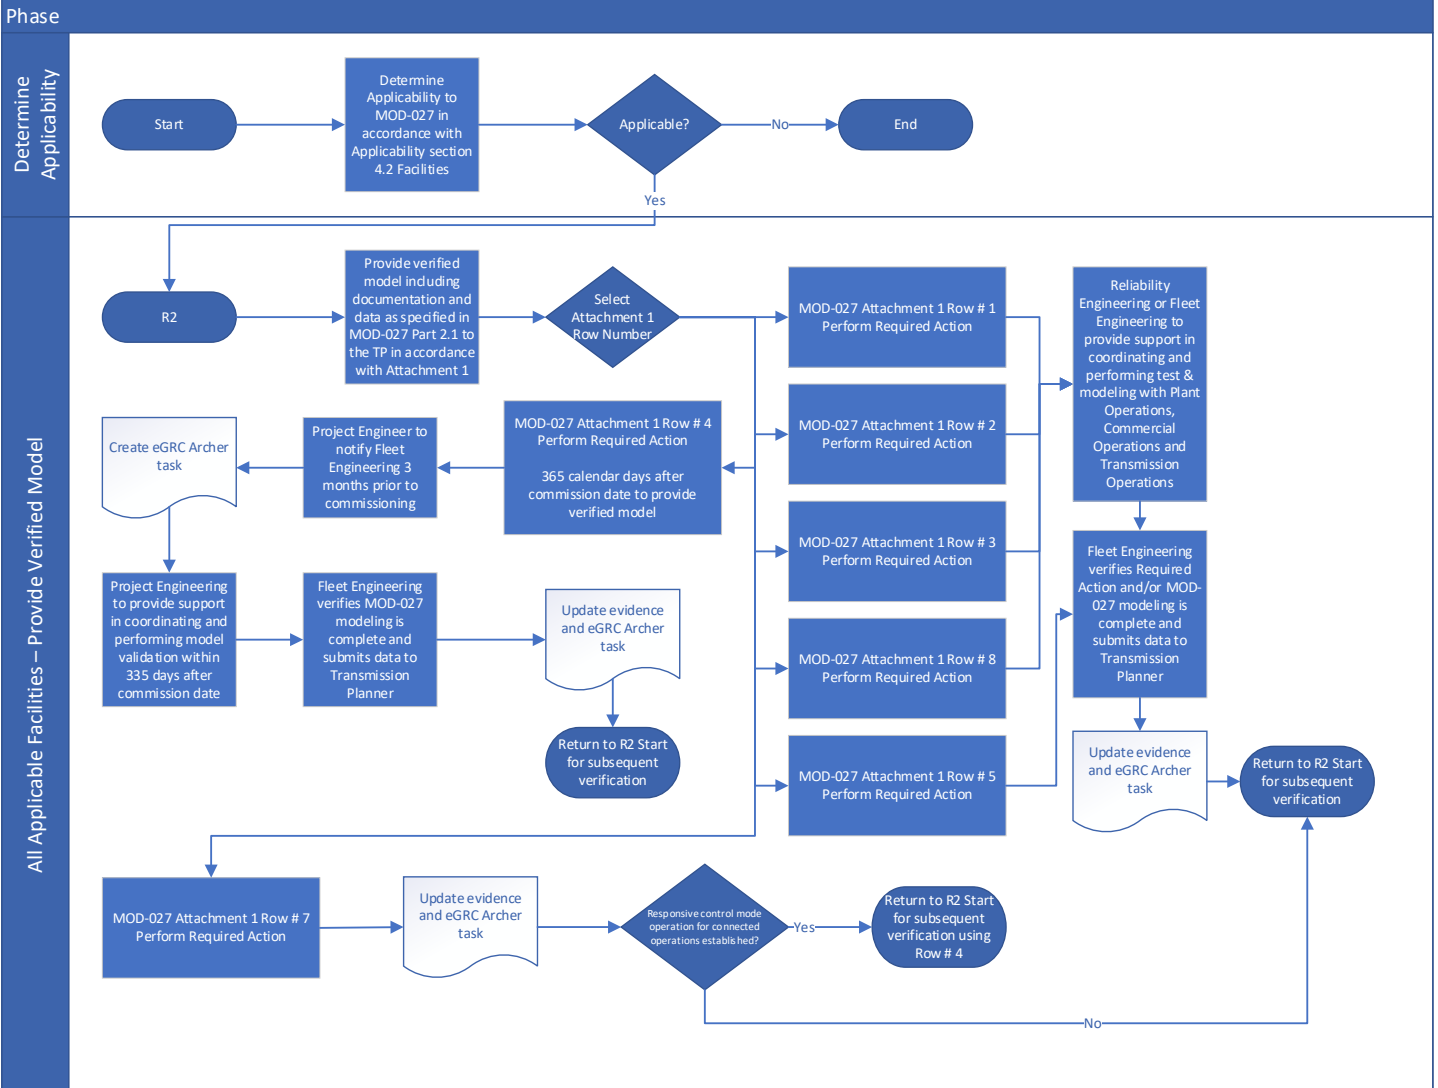 Phase
Determine
Applicability
Start
Determine
Applicability to
MOD-027 in
accordance with
Applicability section
4.2 Facilities
Applicable?
No
End
Yes
All Applicable Facilities – Provide Verified Model
R2
Provide verified
model including
documentation and
data as specified in
MOD-027 Part 2.1 to
the TP in accordance
with Attachment 1
Select
Attachment 1
Row Number
MOD-027 Attachment 1 Row # 1
Perform Required Action
MOD-027 Attachment 1 Row # 2
Perform Required Action
MOD-027 Attachment 1 Row # 3
Perform Required Action
MOD-027 Attachment 1 Row # 8
Perform Required Action
MOD-027 Attachment 1 Row # 5
Perform Required Action
Reliability
Engineering or Fleet
Engineering to
provide support in
coordinating and
performing test &
modeling with Plant
Operations,
Commercial
Operations and
Transmission
Operations
Fleet Engineering
verifies Required
Action and/or MOD-
027 modeling is
complete and
submits data to
Transmission
Planner
Update evidence
and eGRC Archer
task
Return to R2 Start
for subsequent
verification
MOD-027 Attachment 1 Row # 4
Perform Required Action
365 calendar days after
commission date to provide
verified model
Project Engineer to
notify Fleet
Engineering 3
months prior to
commissioning
Create eGRC Archer
task
Project Engineering
to provide support
in coordinating and
performing model
validation within
335 days after
commission date
Fleet Engineering
verifies MOD-027
modeling is
complete and
submits data to
Transmission
Planner
Update evidence
and eGRC Archer
task
Return to R2 Start
for subsequent
verification
MOD-027 Attachment 1 Row # 7
Perform Required Action
Update evidence
and eGRC Archer
task
Responsive control mode
operation for connected
operations established?
Yes
Return to R2 Start
for subsequent
verification using
Row # 4
No